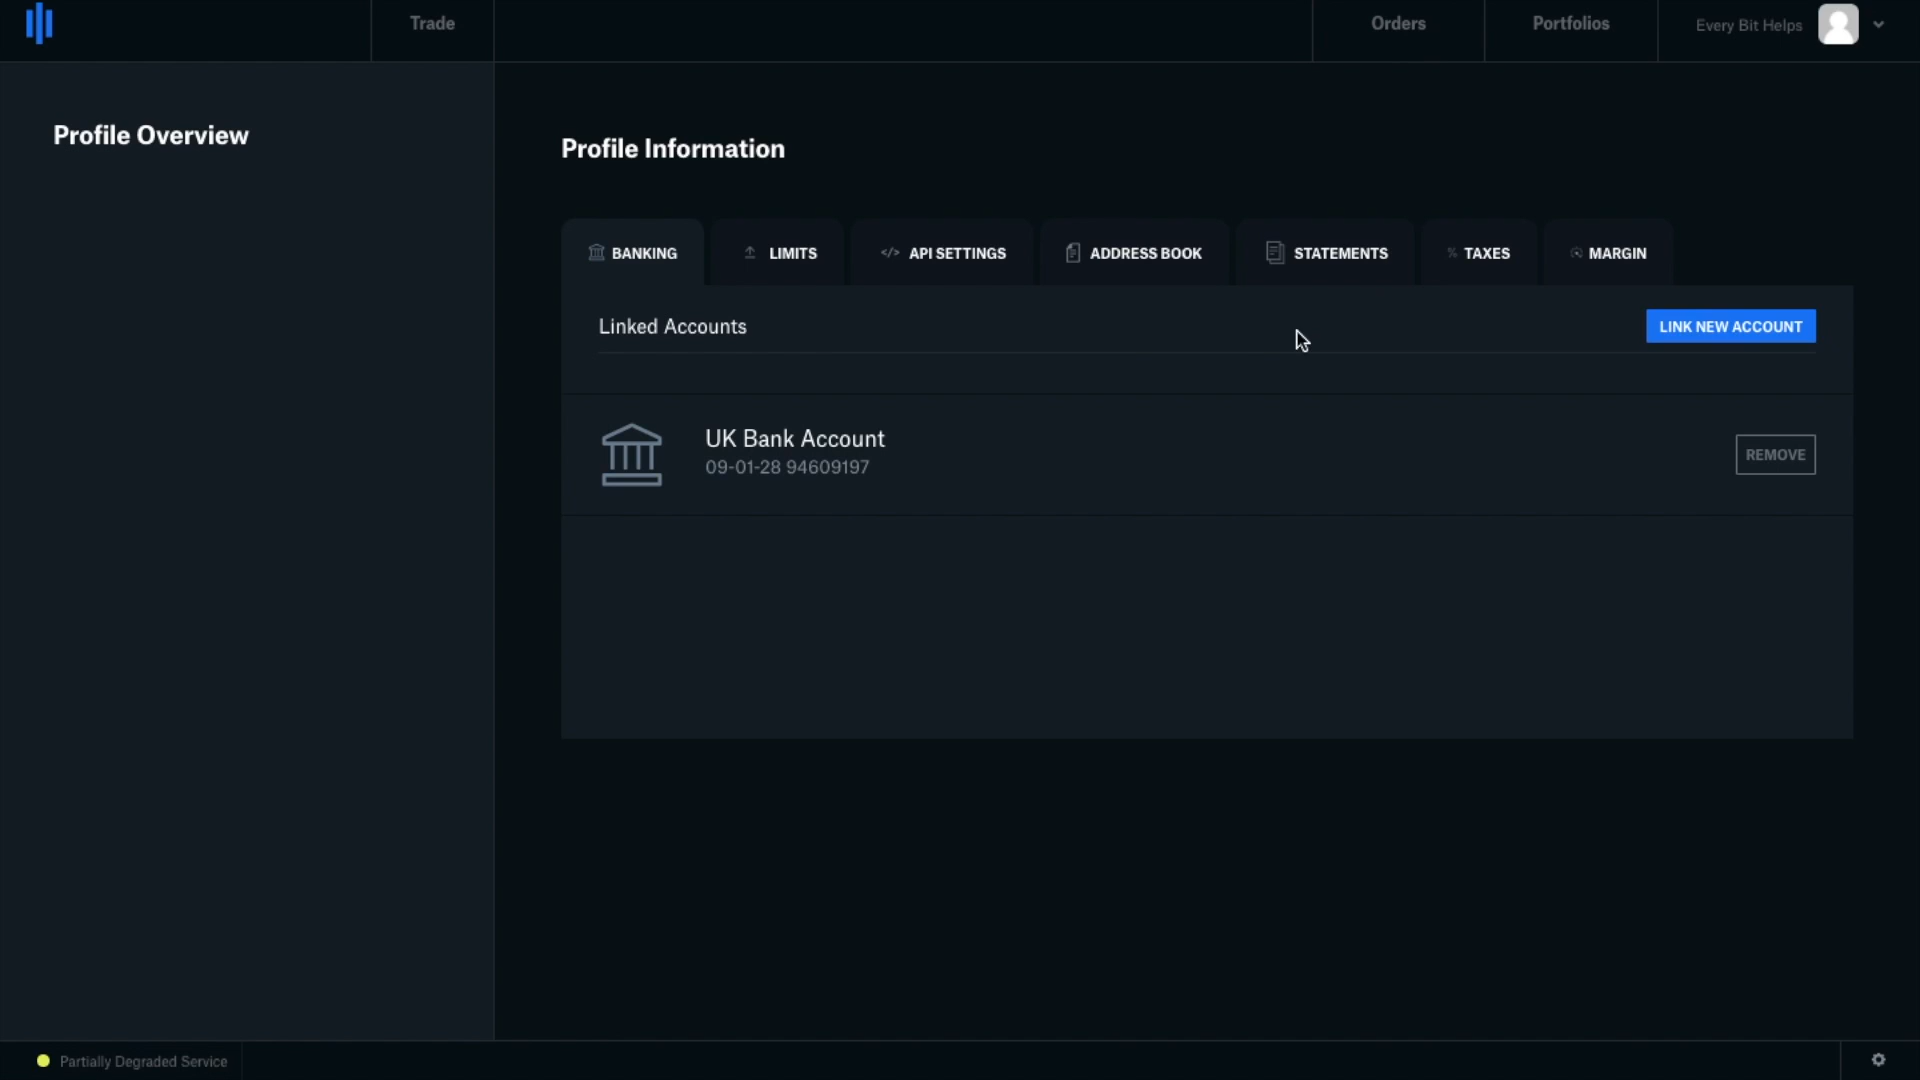 Trade
Orders
Portfolios
Every Bit Helps
Profile Overview
Profile Information
BANKING
LIMITS
</> API SETTINGS
ADDRESS BOOK
STATEMENTS
% TAXES
MARGIN
Linked Accounts
LINK NEW ACCOUNT
UK Bank Account
09-01-28 94609197
REMOVE
Partially Degraded Service